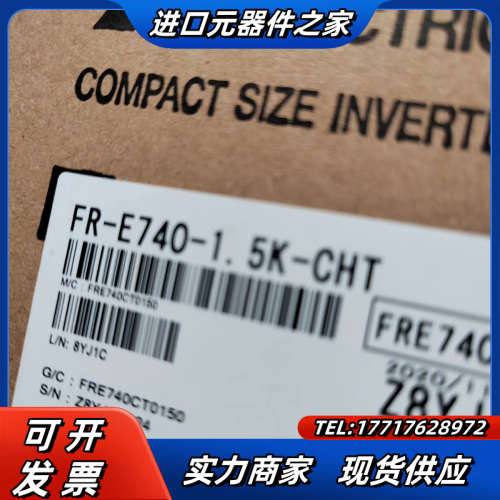 进口元器件之家
COMPACT SIZE
FR-E740-1.5K-CHT
M/C : FRE740CT0150
FRE740
L/N: 8YJ1C
G/C : FRE740CT0150
TEL:17717628972
可开
发票
实力商家 现货供应